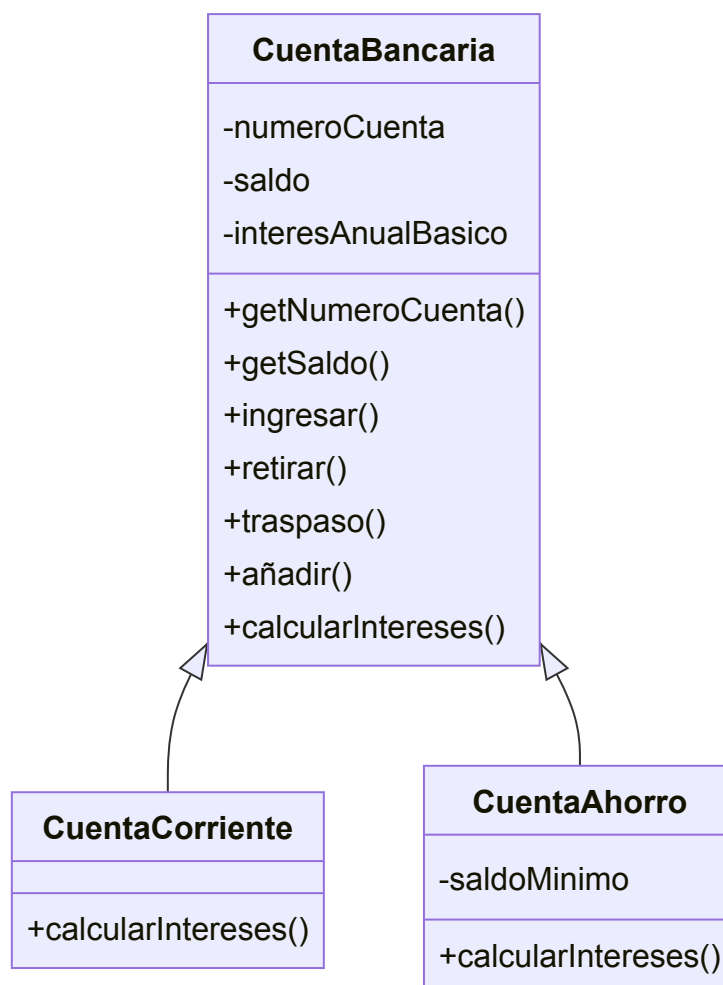 CuentaBancaria
-numeroCuenta
-saldo
-interesAnualBasico
+getNumeroCuenta()
+getSaldo()
+ingresar()
+retirar()
+traspaso()
+añadir()
+calcularIntereses()
CuentaCorriente
+calcularIntereses()
CuentaAhorro
-saldoMinimo
+calcularIntereses()